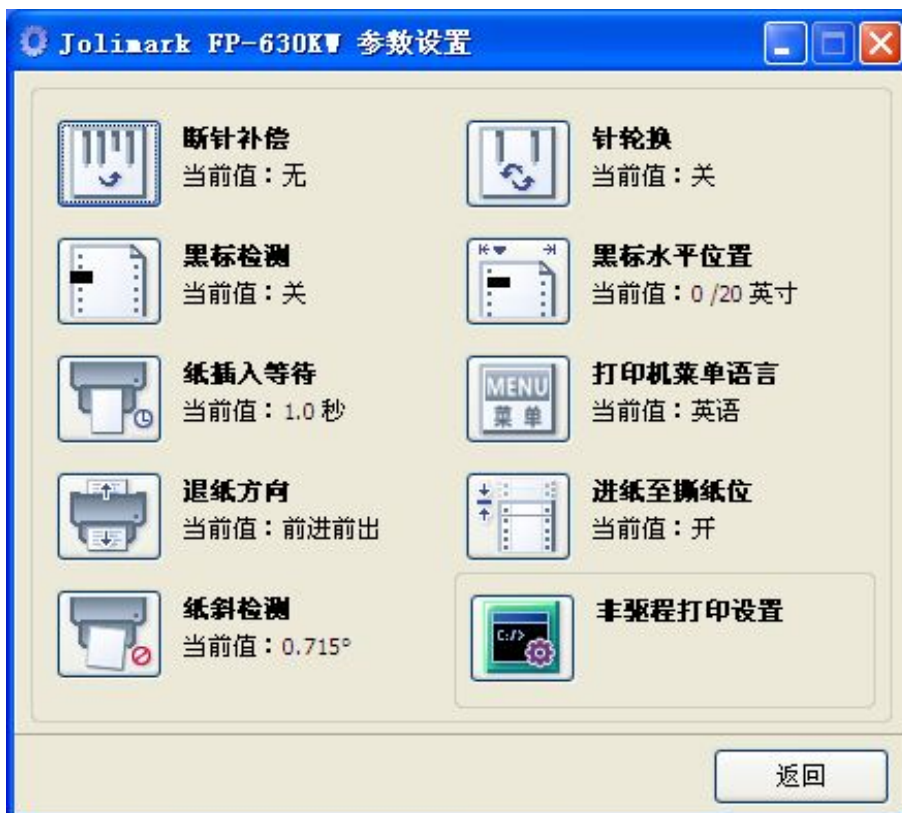 Jolimark FP-630KW 参数设置
断针补偿
当前值：无
针轮换
当前值：关
黑标检测
当前值：关
黑标水平位置
当前值：0 /20 英寸
纸插入等待
当前值：1.0 秒
MENU
菜 单
打印机菜单语言
当前值：英语
退纸方向
当前值：前进前出
进纸至撕纸位
当前值：开
纸斜检测
当前值：0.715°
C:/>
非驱程打印设置
返回